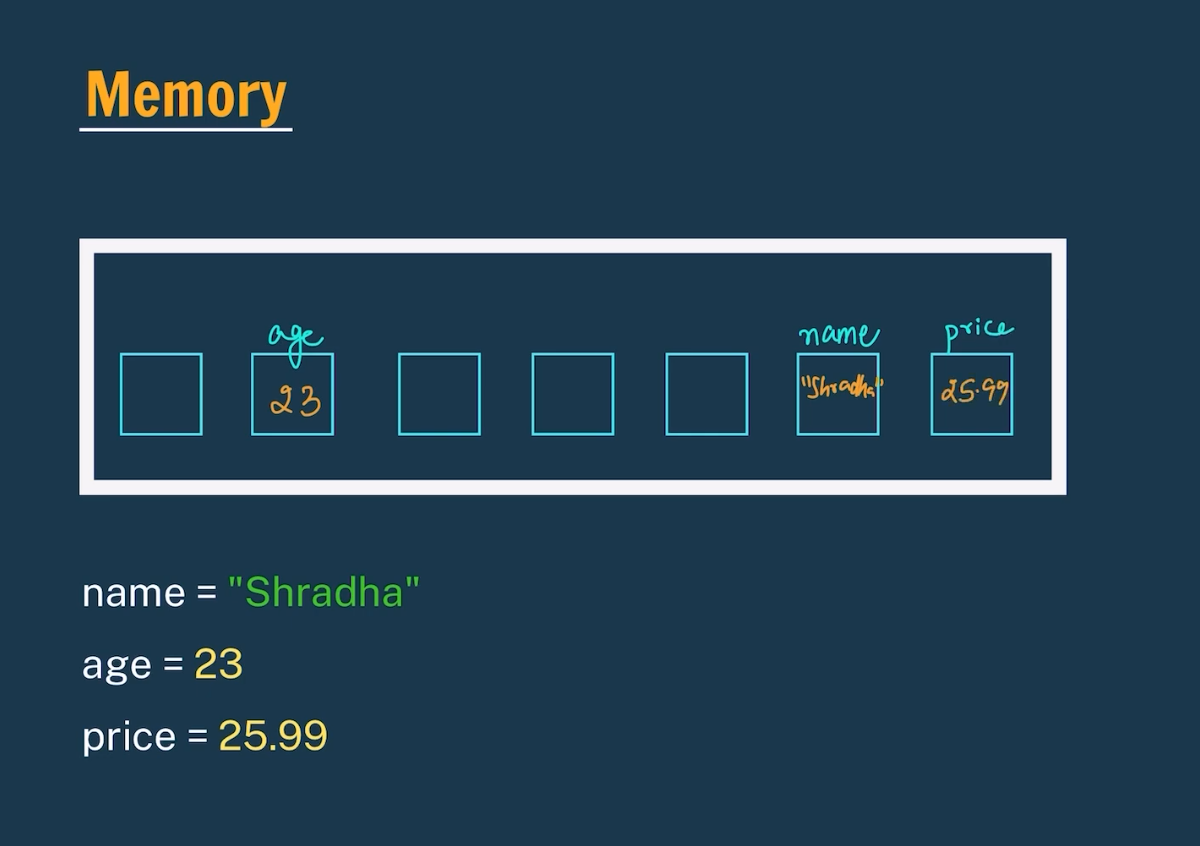 Memory
age name price
23 "Shradha" 25.99
name = "Shradha"
age = 23
price = 25.99